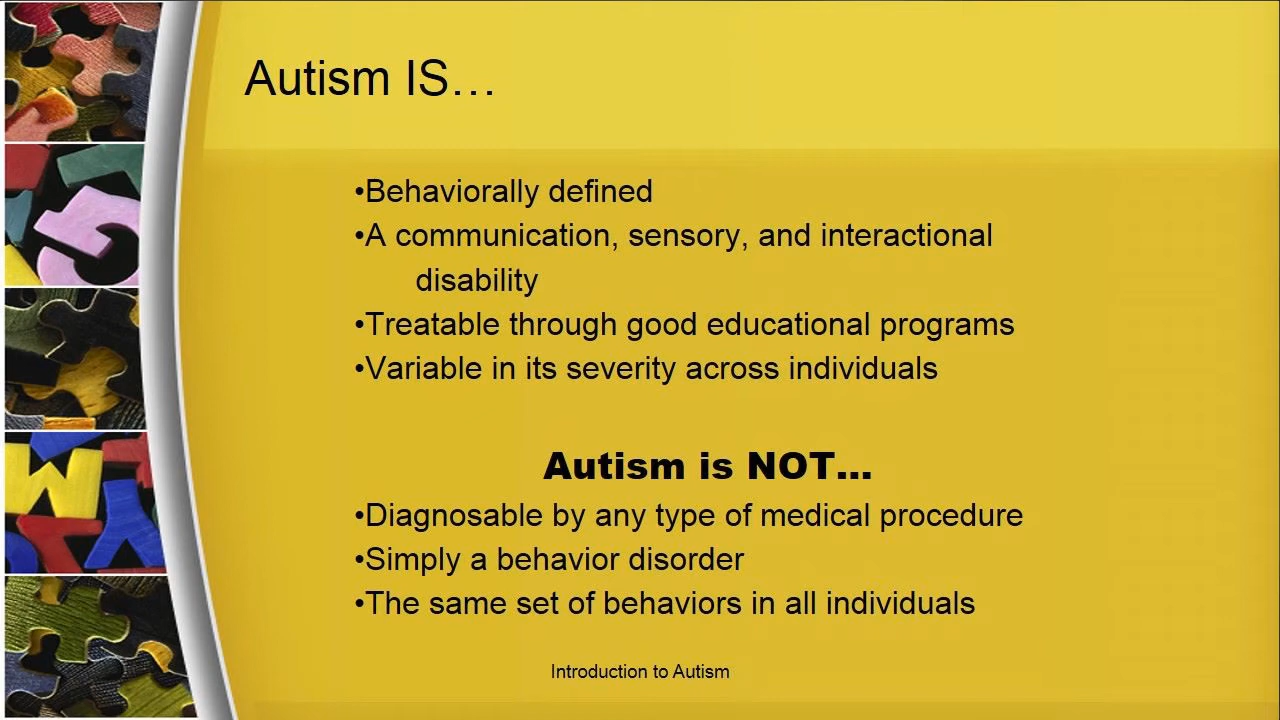 Autism IS…
•Behaviorally defined
•A communication, sensory, and interactional
disability
•Treatable through good educational programs
•Variable in its severity across individuals
Autism is NOT…
•Diagnosable by any type of medical procedure
•Simply a behavior disorder
•The same set of behaviors in all individuals
Introduction to Autism